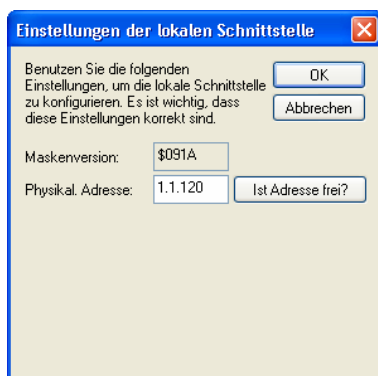 Einstellungen der lokalen Schnittstelle
Benutzen Sie die folgenden
Einstellungen, um die lokale Schnittstelle
zu konfigurieren. Es ist wichtig, dass
diese Einstellungen korrekt sind.
OK
Abbrechen
Maskenversion: $091A
Physikal. Adresse: 1.1.120 Ist Adresse frei?